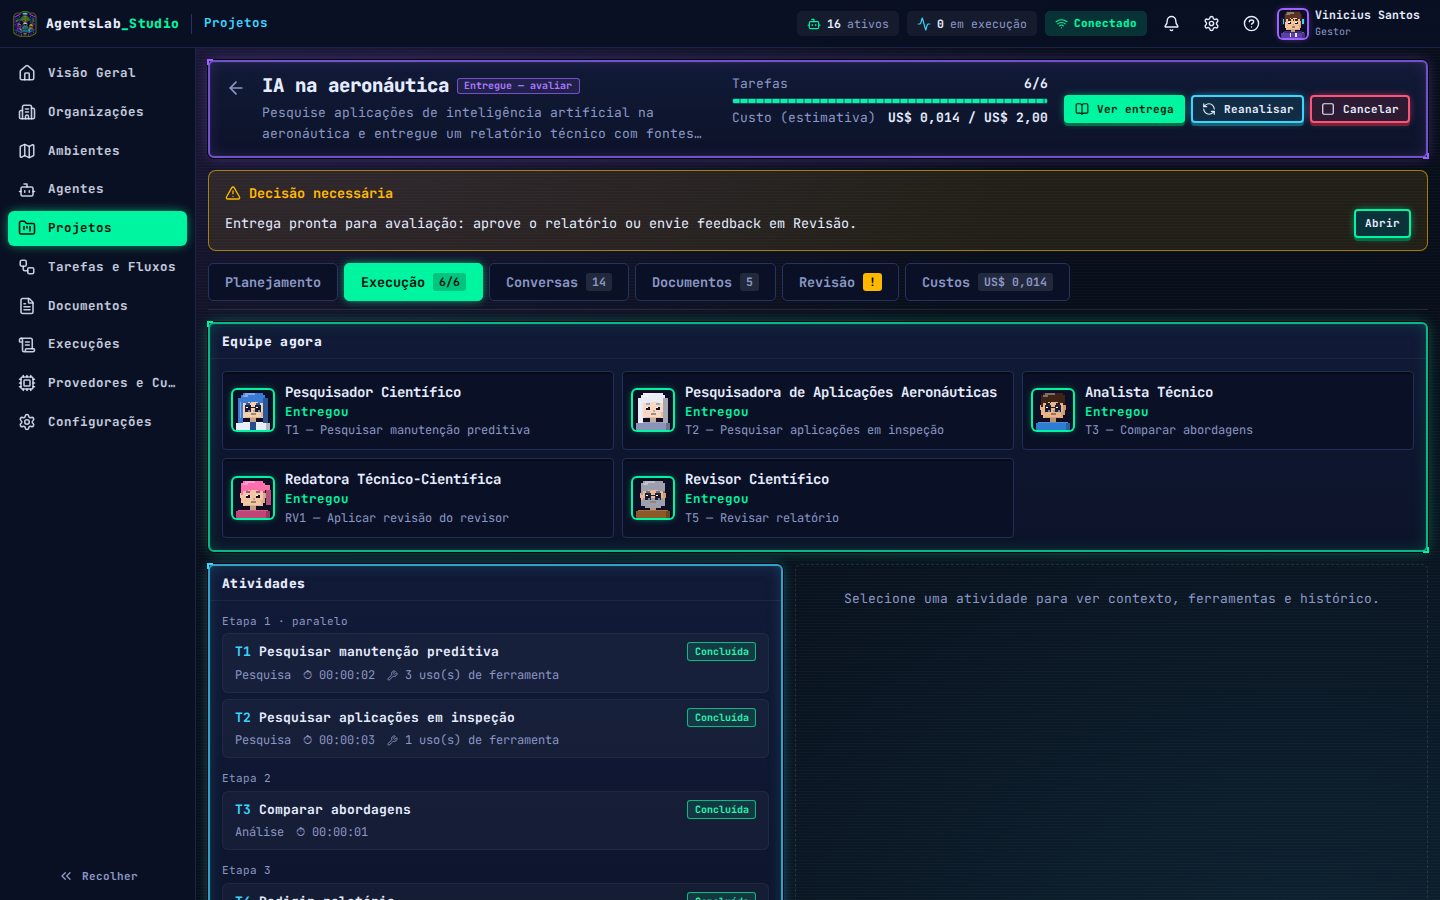 AgentsLab_Studio
Projetos
16 ativos
0 em execução
Conectado
Vinicius Santos
Gestor
Visão Geral
Organizações
Ambientes
Agentes
Projetos
Tarefas e Fluxos
Documentos
Execuções
Provedores e Cu…
Configurações
Recolher
IA na aeronáutica
Entregue — avaliar
Pesquise aplicações de inteligência artificial na
aeronáutica e entregue um relatório técnico com fontes…
Tarefas 6/6
Custo (estimativa) US$ 0,014 / US$ 2,00
Ver entrega
Reanalisar
Cancelar
Decisão necessária
Entrega pronta para avaliação: aprove o relatório ou envie feedback em Revisão.
Abrir
Planejamento
Execução 6/6
Conversas 14
Documentos 5
Revisão !
Custos US$ 0,014
Equipe agora
Pesquisador Científico
Entregou
T1 — Pesquisar manutenção preditiva
Pesquisadora de Aplicações Aeronáuticas
Entregou
T2 — Pesquisar aplicações em inspeção
Analista Técnico
Entregou
T3 — Comparar abordagens
Redatora Técnico-Científica
Entregou
RV1 — Aplicar revisão do revisor
Revisor Científico
Entregou
T5 — Revisar relatório
Atividades
Etapa 1 · paralelo
T1 Pesquisar manutenção preditiva
Concluída
Pesquisa 00:00:02 3 uso(s) de ferramenta
T2 Pesquisar aplicações em inspeção
Concluída
Pesquisa 00:00:03 1 uso(s) de ferramenta
Etapa 2
T3 Comparar abordagens
Concluída
Análise 00:00:01
Etapa 3
T4 Redigir relatório
Concluída
Selecione uma atividade para ver contexto, ferramentas e histórico.